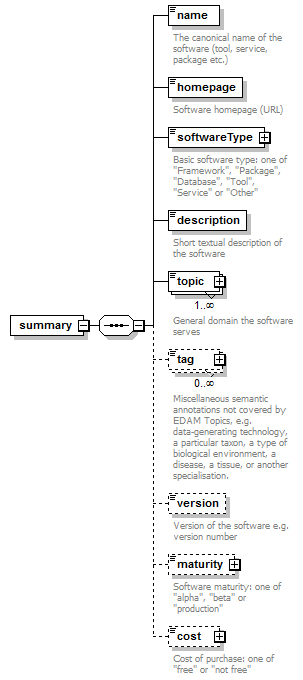 name
The canonical name of the
software (tool, service,
package etc.)
homepage
Software homepage (URL)
softwareType
Basic software type: one of
"Framework", "Package",
"Database", "Tool",
"Service" or "Other"
description
Short textual description of
the software
topic
1..∞
General domain the software
serves
summary
tag
0..∞
Miscellaneous semantic
annotations not covered by
EDAM Topics, e.g.
data-generating technology,
a particular taxon, a type of
biological environment, a
disease, a tissue, or another
specialisation.
version
Version of the software e.g.
version number
maturity
Software maturity: one of
"alpha", "beta" or
"production"
cost
Cost of purchase: one of
"free" or "not free"